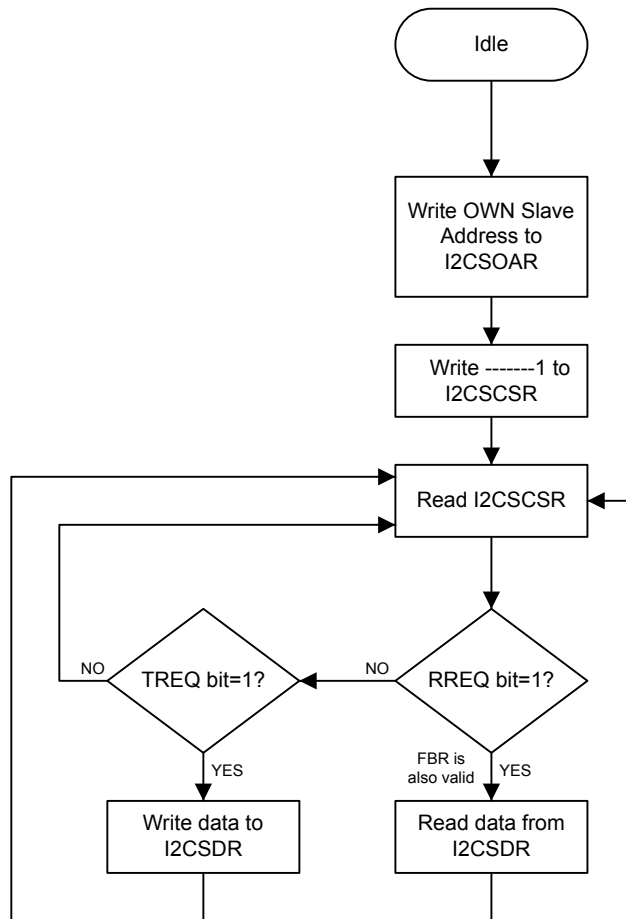 Idle
Write OWN Slave
Address to
I2CSOAR
Write -------1 to
I2CSCSR
Read I2CSCSR
NO
TREQ bit=1?
NO
RREQ bit=1?
YES
FBR is
also valid
YES
Write data to
I2CSDR
Read data from
I2CSDR